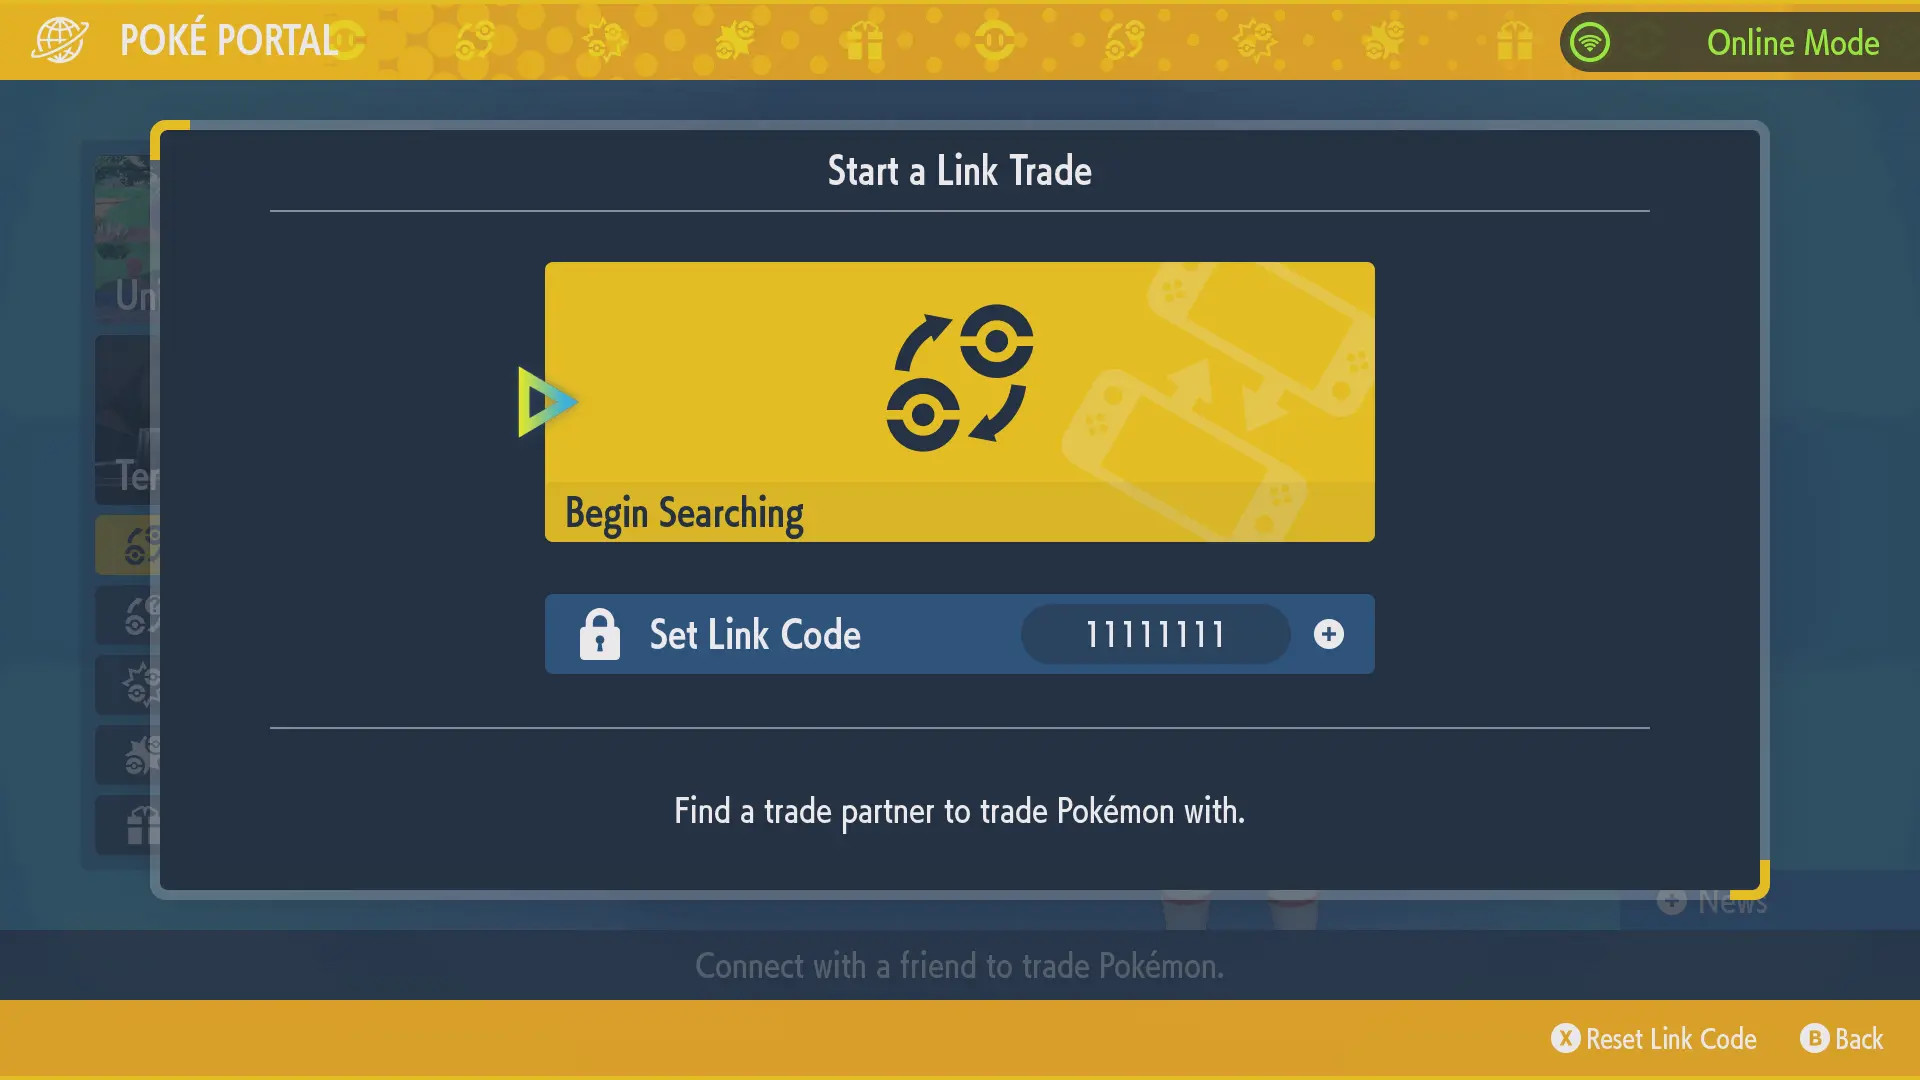 POKÉ PORTAL
Online Mode
Start a Link Trade
Un
Ter
Begin Searching
Set Link Code 11111111
Find a trade partner to trade Pokémon with.
News
Connect with a friend to trade Pokémon.
X Reset Link Code B Back